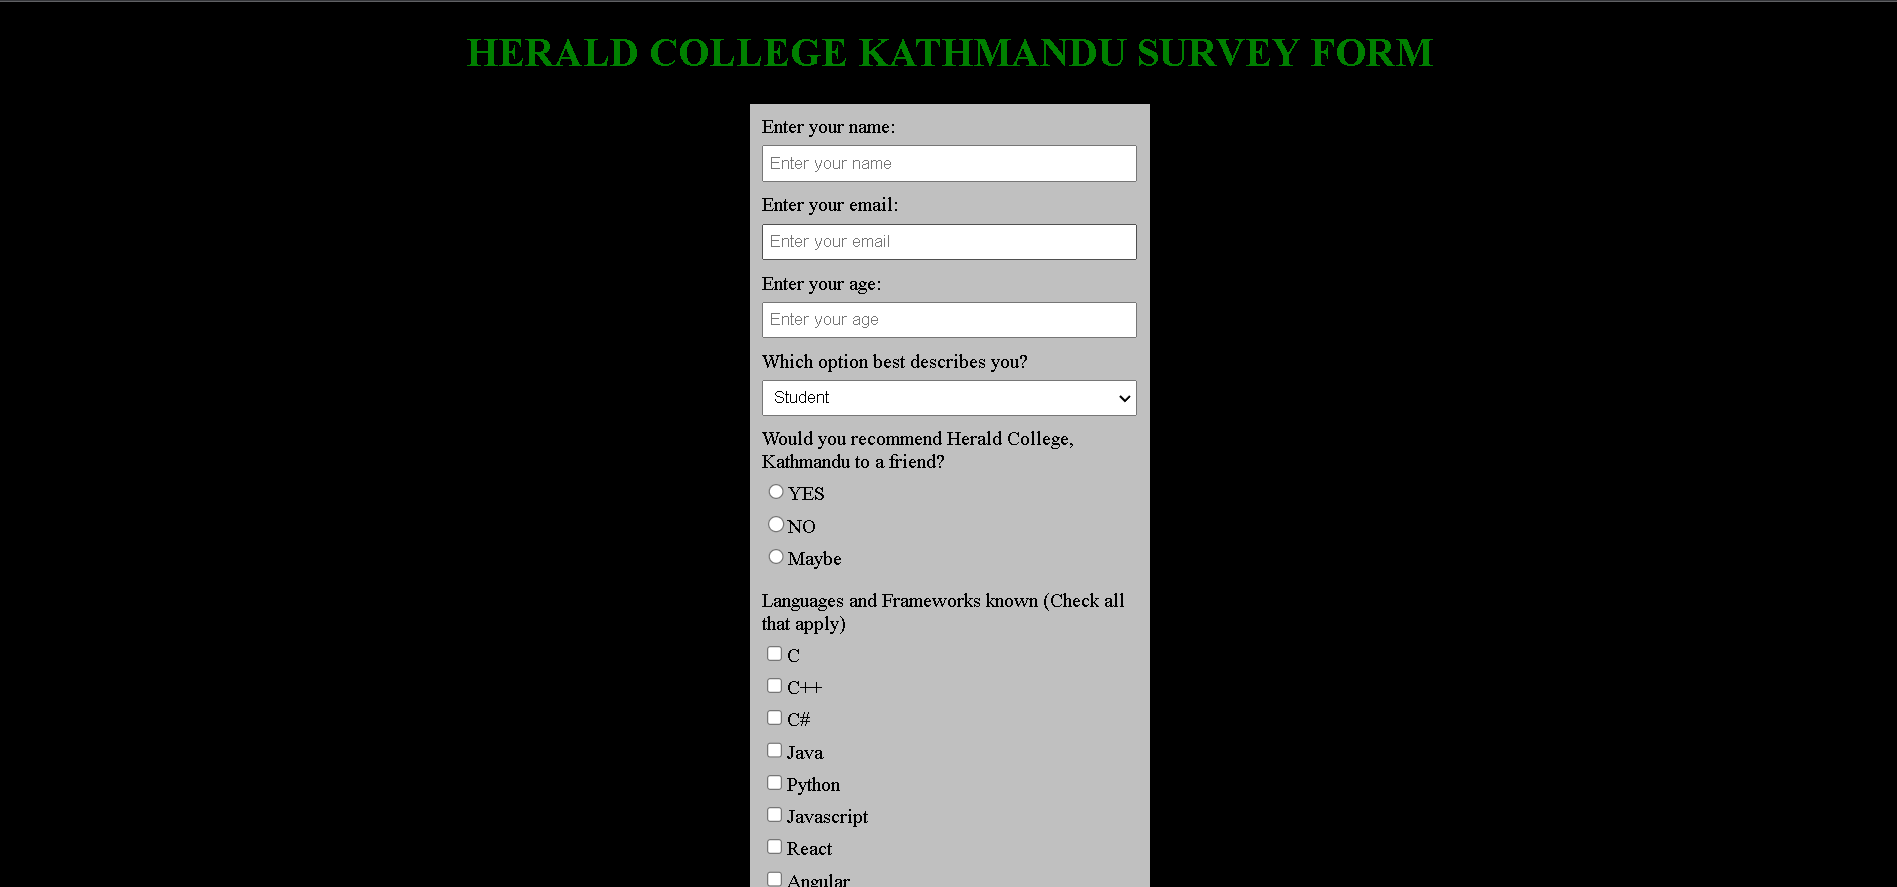 HERALD COLLEGE KATHMANDU SURVEY FORM
Enter your name:
Enter your name
Enter your email:
Enter your email
Enter your age:
Enter your age
Which option best describes you?
Student
Would you recommend Herald College,
Kathmandu to a friend?
YES
NO
Maybe
Languages and Frameworks known (Check all
that apply)
C
C++
C#
Java
Python
Javascript
React
Angular